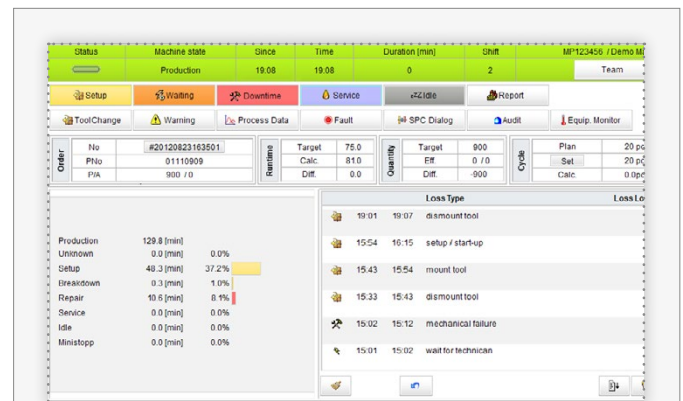 Status Machine state Since Time Duration [min] Shift MP123456 / Demo
Production 19.08 19.08 0 2 Team
Setup Waiting Downtime Service Idle Report
ToolChange Warning Process Data Fault SPC Dialog Audit Equip. Monitor
Order No #20120823163501 Runtime Target 75.0 Quantity Target 900 Cycle Plan 20
PNo 01110909 Calc. 81.0 Eff. 0 / 0 Set 20
P/A 900 / 0 Diff. 0.0 Diff. -900 Calc. 0.0
Loss Type Loss
19:01 19:07 dismount tool
15:54 16:15 setup / start-up
15:43 15:54 mount tool
15:33 15:43 dismount tool
15:02 15:12 mechanical failure
15:01 15:02 wait for technican
Production 129.8 [min]
Unknown 0.0 [min] 0.0%
Setup 48.3 [min] 37.2%
Breakdown 0.3 [min] 1.0%
Repair 10.6 [min] 8.1%
Service 0.0 [min] 0.0%
Idle 0.0 [min] 0.0%
Ministopp 0.0 [min] 0.0%